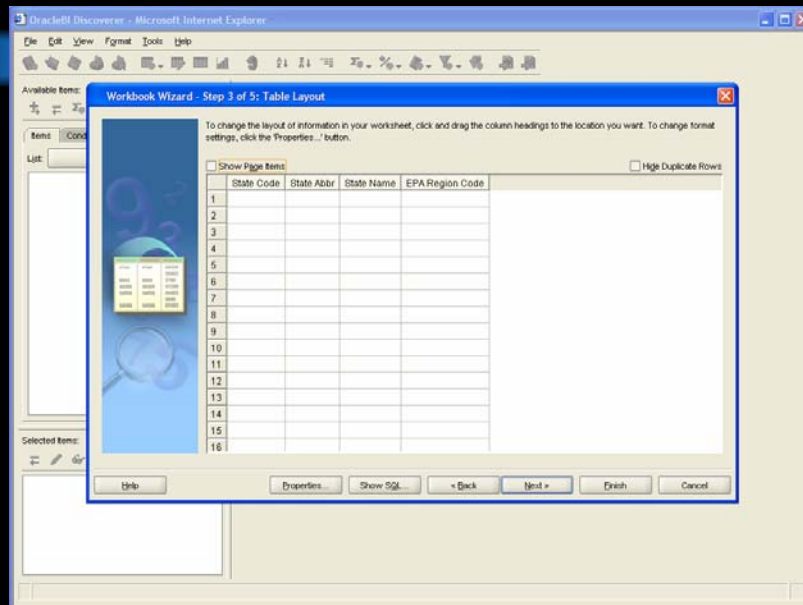 OracleBI Discoverer - Microsoft Internet Explorer
File Edit View Format Tools Help
Available Items:
Items Cond
List:
Workbook Wizard - Step 3 of 5: Table Layout
To change the layout of information in your worksheet, click and drag the column headings to the location you want. To change format
settings, click the 'Properties...' button.
Show Page Items
Hide Duplicate Rows
State Code State Abbr State Name EPA Region Code
1
2
3
4
5
6
7
8
9
10
11
12
13
14
15
16
Selected Items:
Help Properties... Show SQL... < Back Next > Finish Cancel